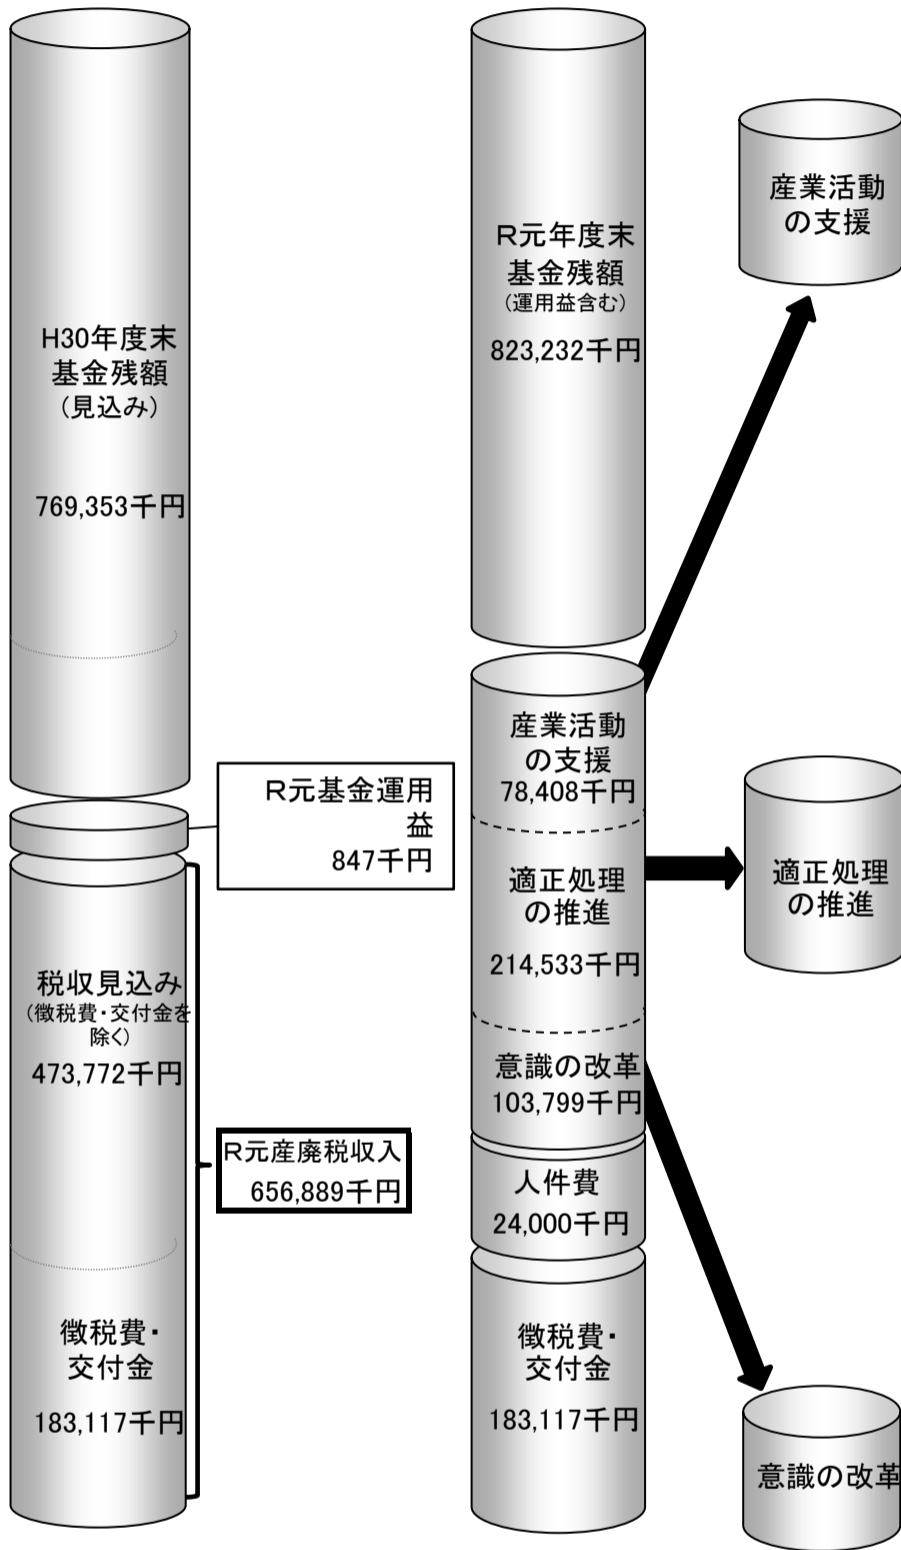 H30年度末
基金残額
(見込み)
769,353千円
R元基金運用
益
847千円
税収見込み
(徴税費・交付金を
除く)
473,772千円
R元産廃税収入
656,889千円
徴税費・
交付金
183,117千円
R元年度末
基金残額
(運用益含む)
823,232千円
産業活動
の支援
78,408千円
適正処理
の推進
214,533千円
意識の改革
103,799千円
人件費
24,000千円
徴税費・
交付金
183,117千円
産業活動
の支援
適正処理
の推進
意識の改革